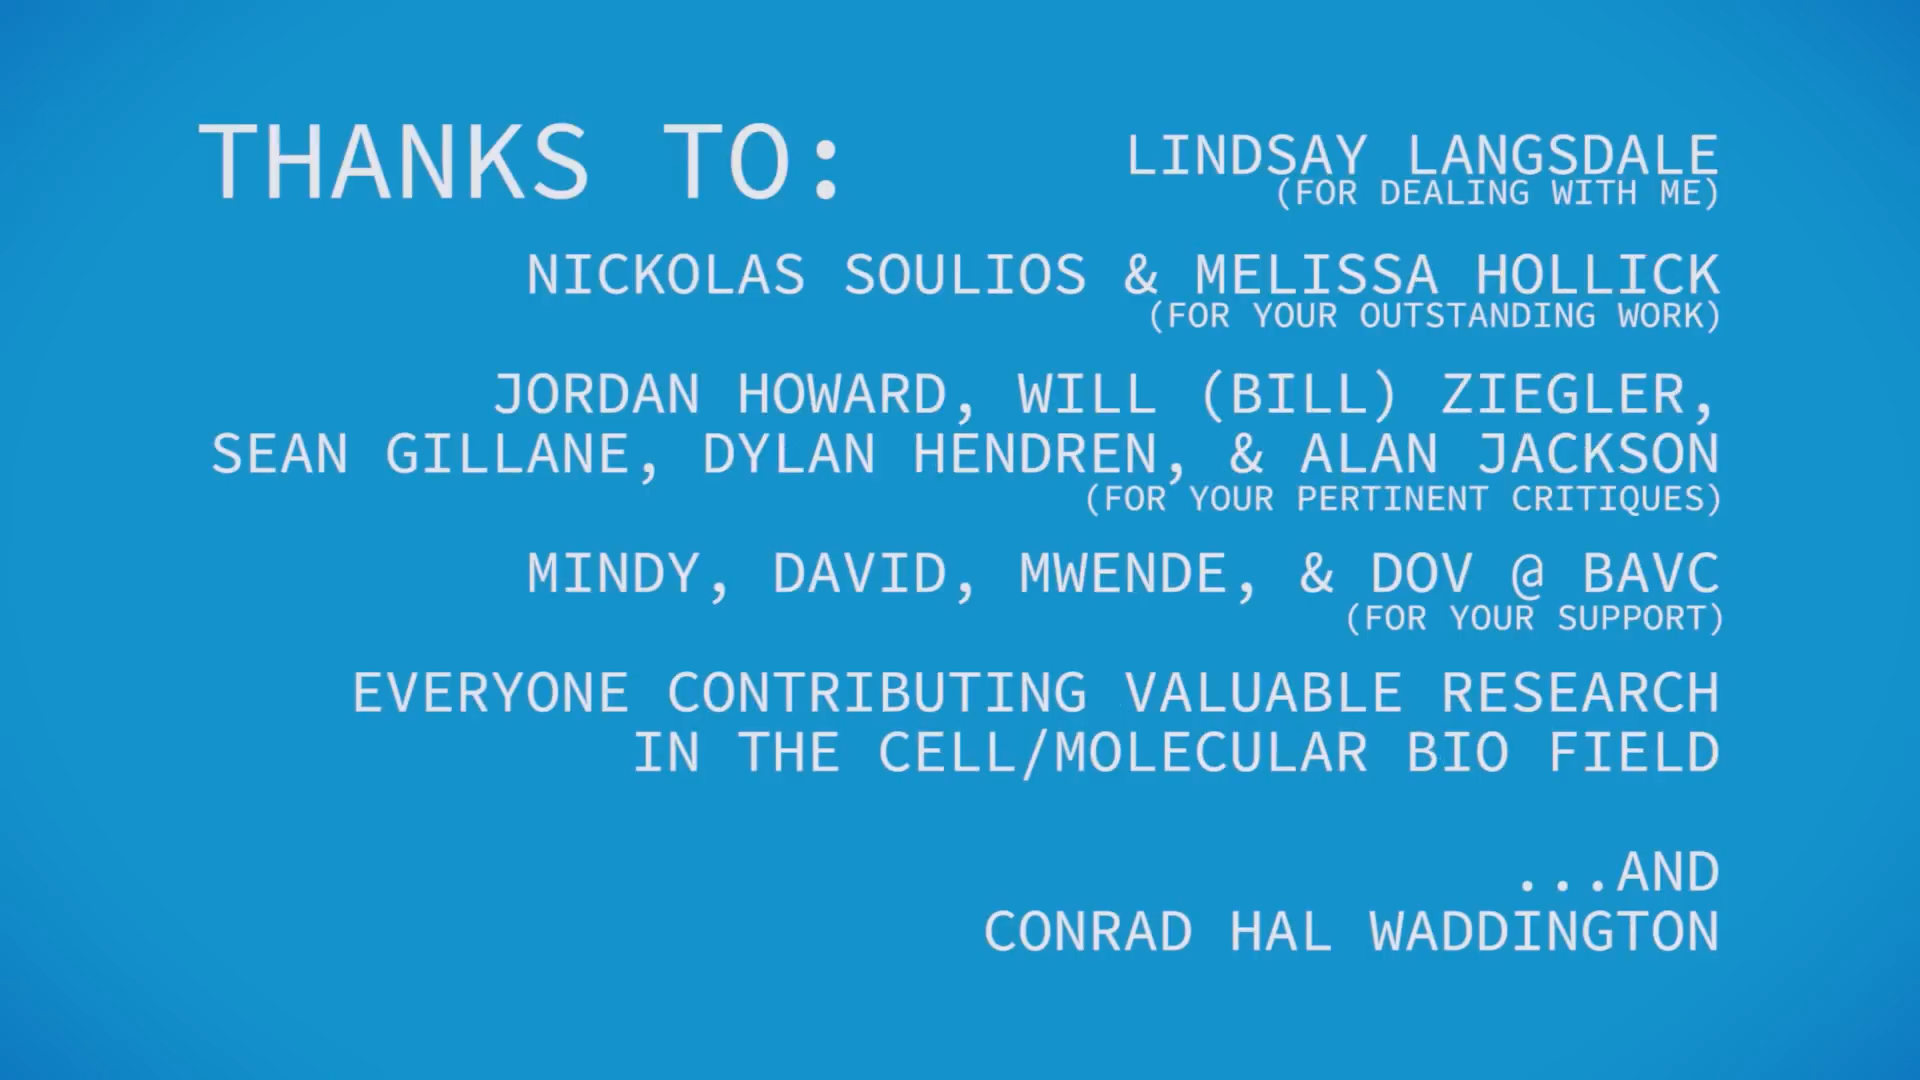 THANKS TO:
LINDSAY LANGSDALE
(FOR DEALING WITH ME)
NICKOLAS SOULIOS & MELISSA HOLLICK
(FOR YOUR OUTSTANDING WORK)
JORDAN HOWARD, WILL (BILL) ZIEGLER,
SEAN GILLANE, DYLAN HENDREN, & ALAN JACKSON
(FOR YOUR PERTINENT CRITIQUES)
MINDY, DAVID, MWENDE, & DOV @ BAVC
(FOR YOUR SUPPORT)
EVERYONE CONTRIBUTING VALUABLE RESEARCH
IN THE CELL/MOLECULAR BIO FIELD
...AND
CONRAD HAL WADDINGTON